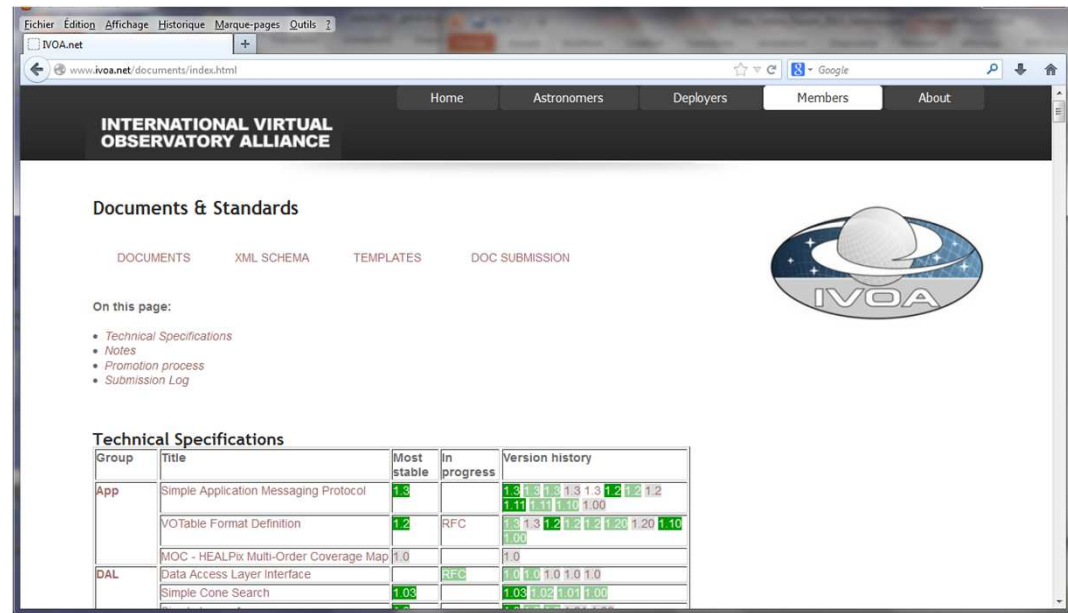 Fichier Édition Affichage Historique Marque-pages Outils ?
IVOA.net +
www.ivoa.net/documents/index.html Google
Home Astronomers Deployers Members About
INTERNATIONAL VIRTUAL
OBSERVATORY ALLIANCE
Documents & Standards
DOCUMENTS XML SCHEMA TEMPLATES DOC SUBMISSION
IVOA
On this page:
Technical Specifications
Notes
Promotion process
Submission Log
Technical Specifications
Group Title Most stable In progress Version history
App Simple Application Messaging Protocol 1.3 1.3 1.3 1.3 1.3 1.3 1.2 1.2 1.2
1.11 1.11 1.10 1.00
VOTable Format Definition 1.2 RFC 1.3 1.3 1.2 1.2 1.2 1.20 1.20 1.10
1.00
MOC - HEALPix Multi-Order Coverage Map 1.0 1.0
DAL Data Access Layer Interface RFC 1.0 1.0 1.0 1.0 1.0
Simple Cone Search 1.03 1.03 1.02 1.01 1.00